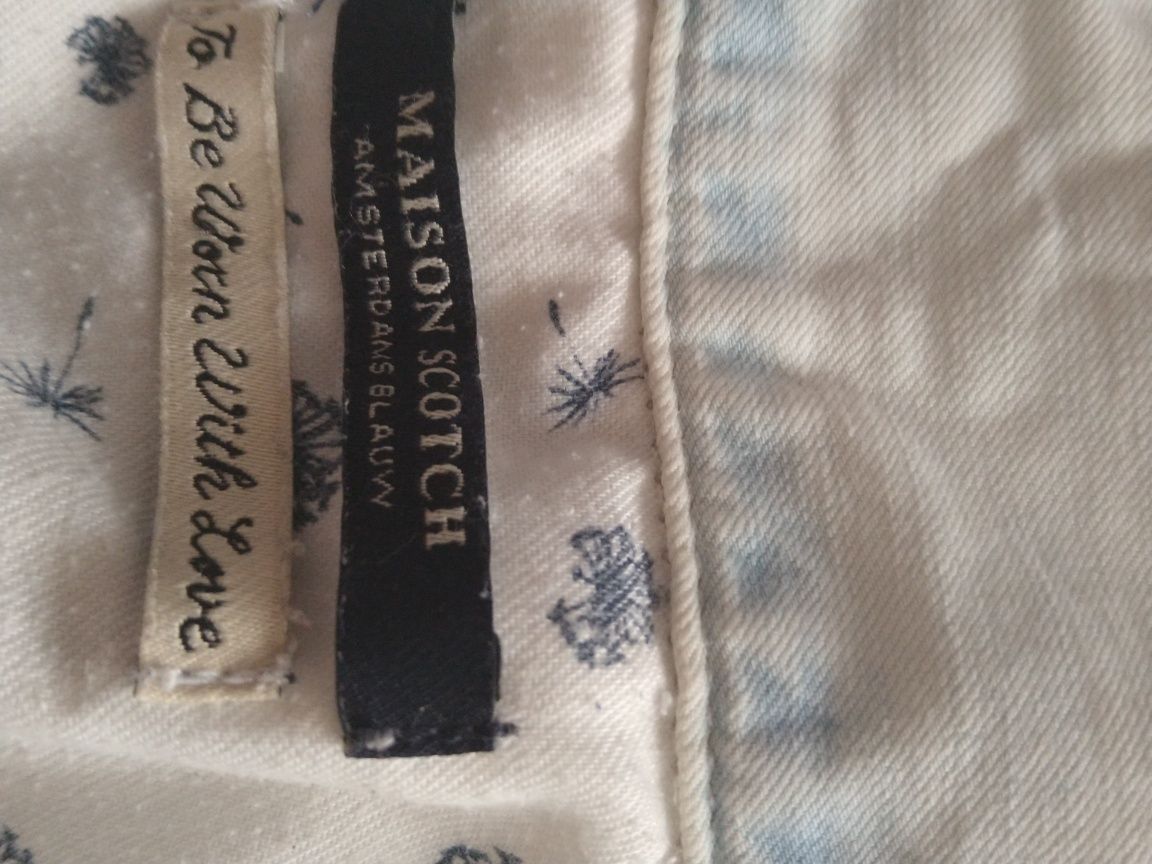 MAISON SCOTCH
AMSTERDAMS BLAUW
To Be Worn With Love